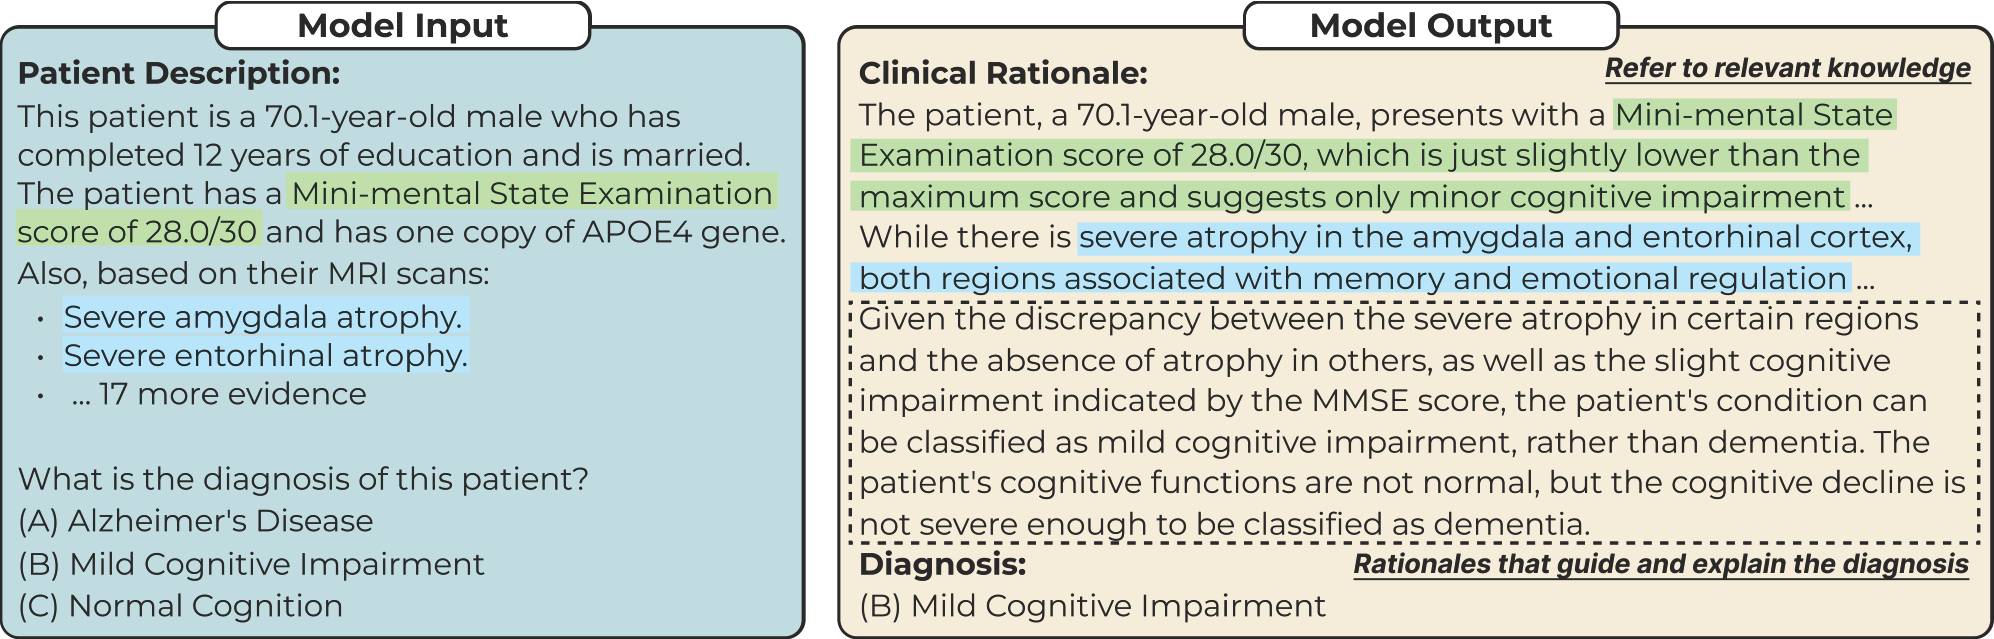 Model Input
Patient Description:
This patient is a 70.1-year-old male who has
completed 12 years of education and is married.
The patient has a Mini-mental State Examination
score of 28.0/30 and has one copy of APOE4 gene.
Also, based on their MRI scans:
• Severe amygdala atrophy.
• Severe entorhinal atrophy.
• ... 17 more evidence
What is the diagnosis of this patient?
(A) Alzheimer's Disease
(B) Mild Cognitive Impairment
(C) Normal Cognition
Model Output
Clinical Rationale:
Refer to relevant knowledge
The patient, a 70.1-year-old male, presents with a Mini-mental State
Examination score of 28.0/30, which is just slightly lower than the
maximum score and suggests only minor cognitive impairment ...
While there is severe atrophy in the amygdala and entorhinal cortex,
both regions associated with memory and emotional regulation ...
Given the discrepancy between the severe atrophy in certain regions
and the absence of atrophy in others, as well as the slight cognitive
impairment indicated by the MMSE score, the patient's condition can
be classified as mild cognitive impairment, rather than dementia. The
patient's cognitive functions are not normal, but the cognitive decline is
not severe enough to be classified as dementia.
Diagnosis:
Rationales that guide and explain the diagnosis
(B) Mild Cognitive Impairment